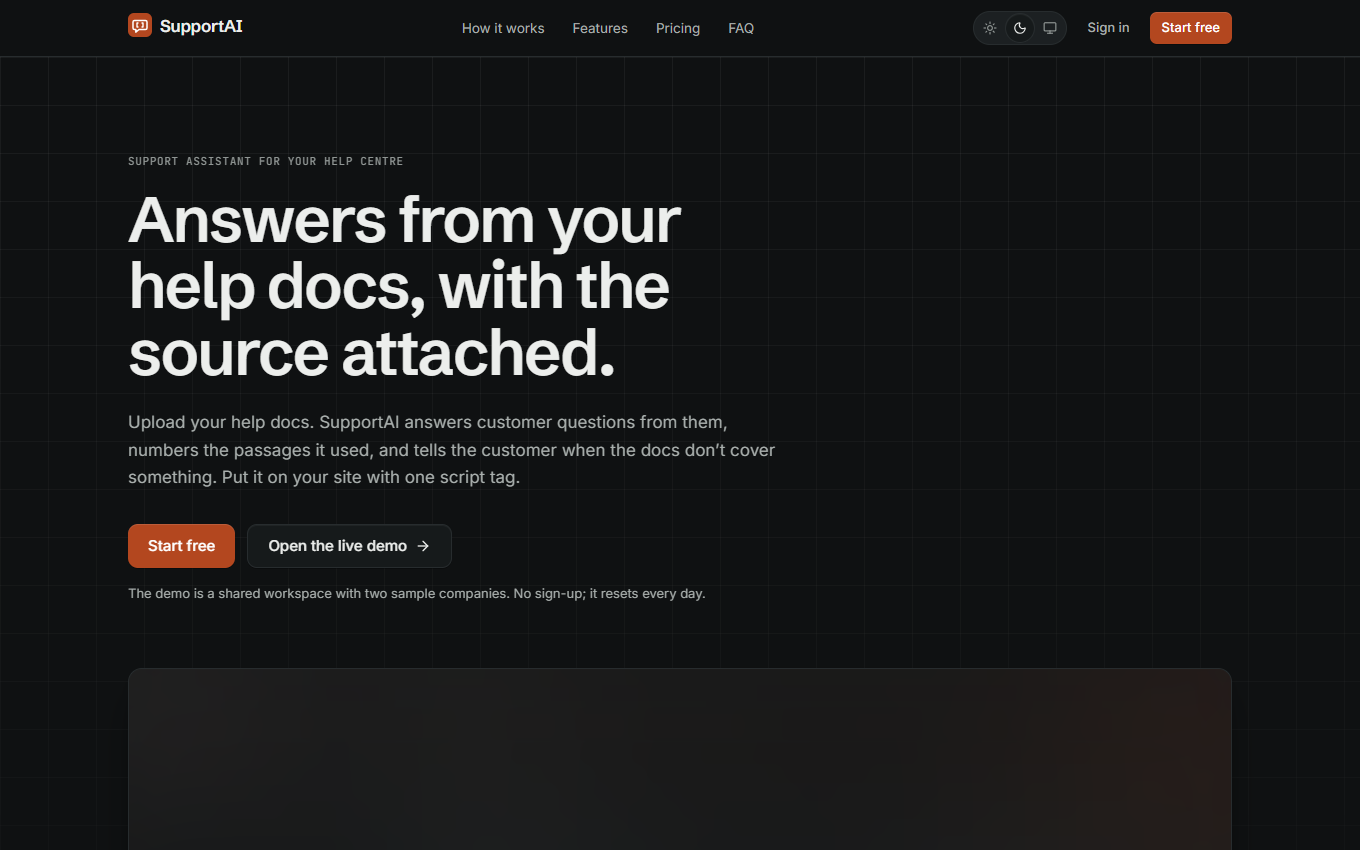 SupportAI
How it works
Features
Pricing
FAQ
Sign in
Start free
SUPPORT ASSISTANT FOR YOUR HELP CENTRE
Answers from your
help docs, with the
source attached.
Upload your help docs. SupportAI answers customer questions from them,
numbers the passages it used, and tells the customer when the docs don’t cover
something. Put it on your site with one script tag.
Start free
Open the live demo →
The demo is a shared workspace with two sample companies. No sign-up; it resets every day.